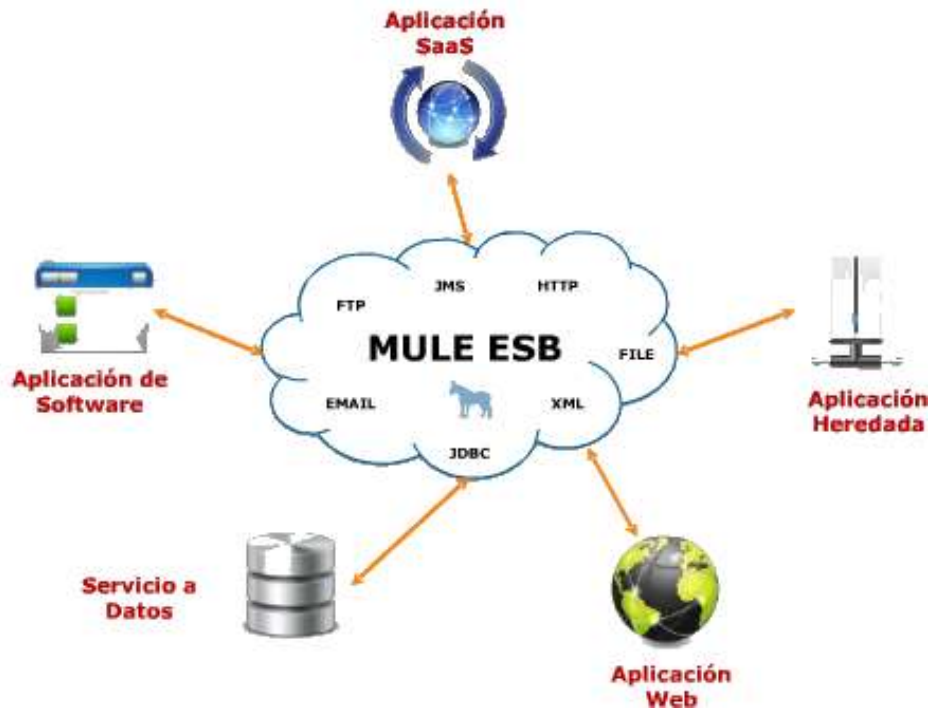 Aplicación
SaaS
JMS
HTTP
FTP
MULE ESB
FILE
Aplicación de
Software
Aplicación
Heredada
EMAIL
XML
JDBC
Servicio a
Datos
Aplicación
Web